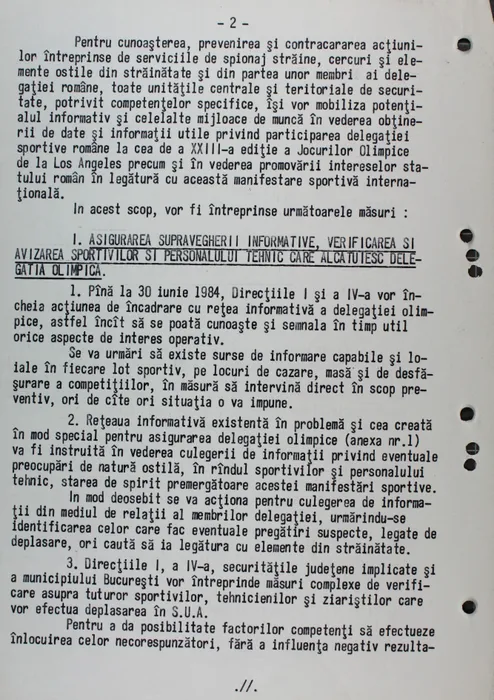 - 2 -
Pentru cunoaşterea, prevenirea şi contracararea acţiuni-
lor întreprinse de serviciile de spionaj străine, cercuri şi ele-
mente ostile din străinătate şi din partea unor membri ai dele-
gaţiei române, toate unităţile centrale şi teritoriale de securi-
tate, potrivit competenţelor specifice, îşi vor mobiliza potenţi-
alul informativ şi celelalte mijloace de muncă în vederea obţine-
rii de date şi informaţii utile privind participarea delegaţiei
sportive române la cea de a XXIII-a ediţie a Jocurilor Olimpice
de la Los Angeles precum şi în vederea promovării intereselor sta-
tului român în legătură cu această manifestare sportivă interna-
ţională.
In acest scop, vor fi întreprinse următoarele măsuri :
I. ASIGURAREA SUPRAVEGHERII INFORMATIVE, VERIFICAREA SI
AVIZAREA SPORTIVILOR SI PERSONALULUI TEHNIC CARE ALCATUIESC DELE-
GATIA OLIMPICA.
1. Pînă la 30 iunie 1984, Direcţiile I şi a IV-a vor în-
cheia acţiunea de încadrare cu reţea informativă a delegaţiei olim-
pice, astfel încît să se poată cunoaşte şi semnala în timp util
orice aspecte de interes operativ.
Se va urmări să existe surse de informare capabile şi lo-
iale în fiecare lot sportiv, pe locuri de cazare, masă şi de desfă-
şurare a competiţiilor, în măsură să intervină direct în scop pre-
ventiv, ori de cîte ori situaţia o va impune.
2. Reţeaua informativă existentă în problemă şi cea creată
în mod special pentru asigurarea delegaţiei olimpice (anexa nr.1)
va fi instruită în vederea culegerii de informaţii privind eventuale
preocupări de natură ostilă, în rîndul sportivilor şi personalului
tehnic, starea de spirit premergătoare acestei manifestări sportive.
In mod deosebit se va acţiona pentru culegerea de informa-
ţii din mediul de relaţii al membrilor delegaţiei, urmărindu-se
identificarea celor care fac eventuale pregătiri suspecte, legate de
deplasare, ori caută să ia legătura cu elemente din străinătate.
3. Direcţiile I, a IV-a, securităţile judeţene implicate şi
a municipiului Bucureşti vor întreprinde măsuri complexe de verifi-
care asupra tuturor sportivilor, tehnicienilor şi ziariştilor care
vor efectua deplasarea în S.U.A.
Pentru a da posibilitate factorilor competenţi să efectueze
înlocuirea celor necorespunzători, fără a influenţa negativ rezulta-
.//.